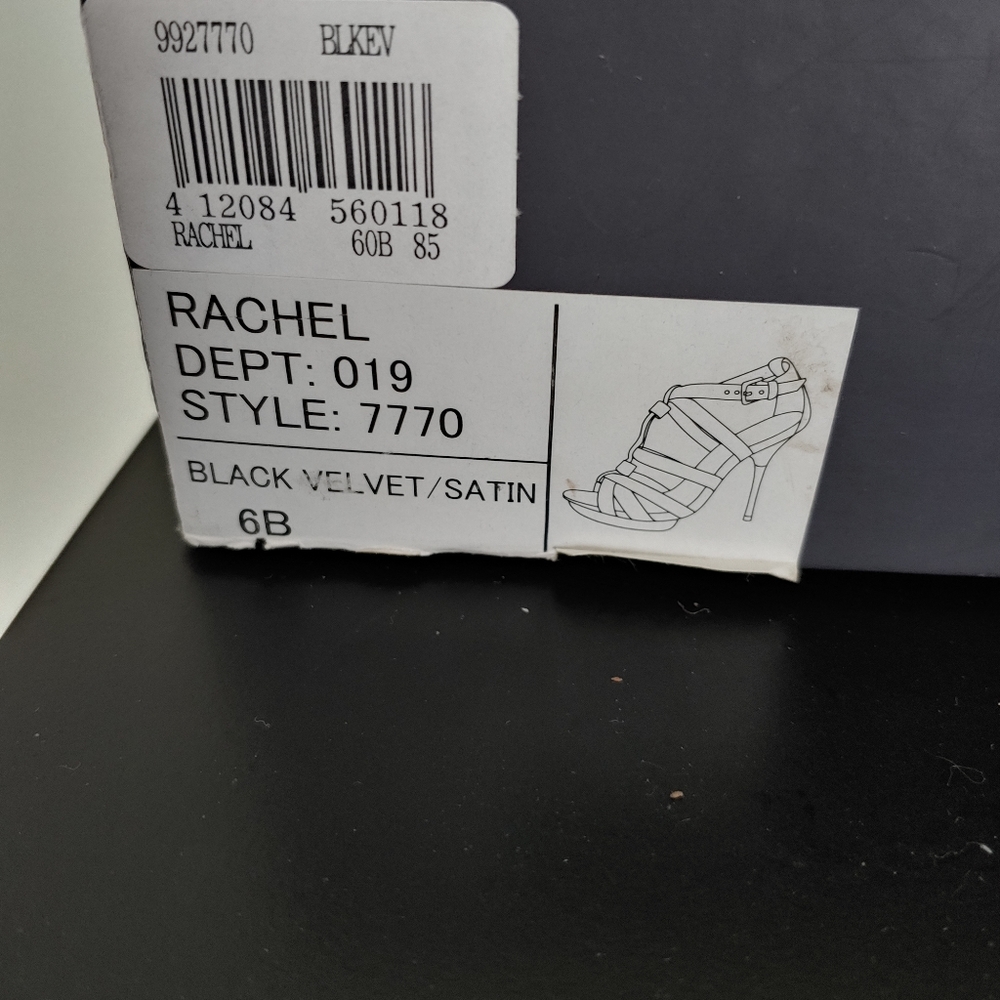 9927770 BLKEV
4 12084 560118
RACHEL 60B 85
RACHEL
DEPT: 019
STYLE: 7770
BLACK VELVET/SATIN
6B